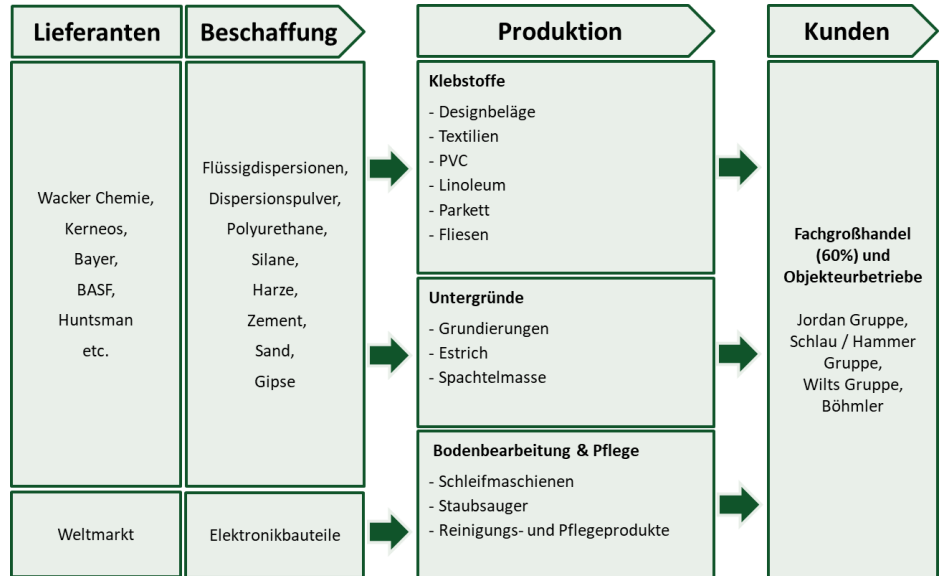 Lieferanten
Beschaffung
Produktion
Kunden
Wacker Chemie,
Kerneos,
Bayer,
BASF,
Huntsman
etc.
Flüssigdispersionen,
Dispersionspulver,
Polyurethane,
Silane,
Harze,
Zement,
Sand,
Gipse
Klebstoffe
- Designbeläge
- Textilien
- PVC
- Linoleum
- Parkett
- Fliesen
Untergründe
- Grundierungen
- Estrich
- Spachtelmasse
Bodenbearbeitung & Pflege
- Schleifmaschienen
- Staubsauger
- Reinigungs- und Pflegeprodukte
Fachgroßhandel
(60%) und
Objekteurbetriebe
Jordan Gruppe,
Schlau / Hammer
Gruppe,
Wilts Gruppe,
Böhmler
Weltmarkt
Elektronikbauteile